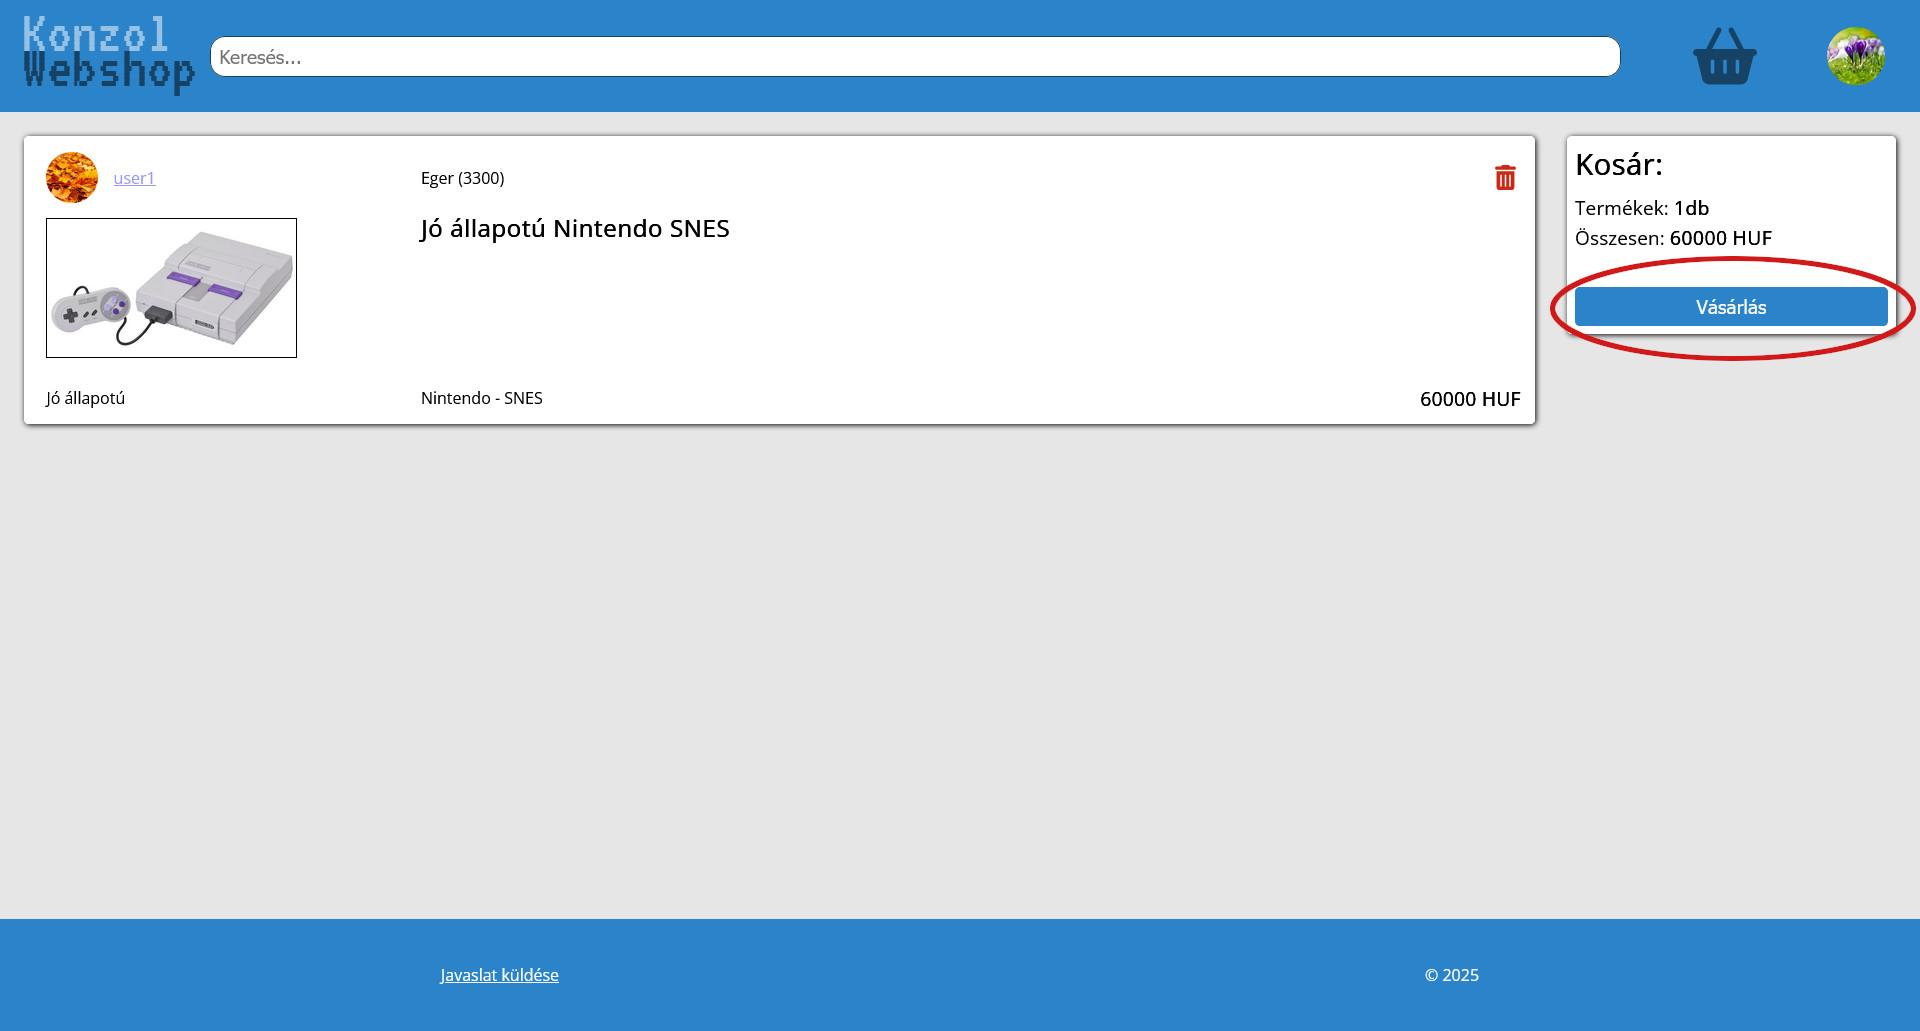 Konzol
Webshop
Keresés...
user1
Eger (3300)
Jó állapotú Nintendo SNES
Jó állapotú
Nintendo - SNES
60000 HUF
Kosár:
Termékek: 1db
Összesen: 60000 HUF
Vásárlás
Javaslat küldése
© 2025